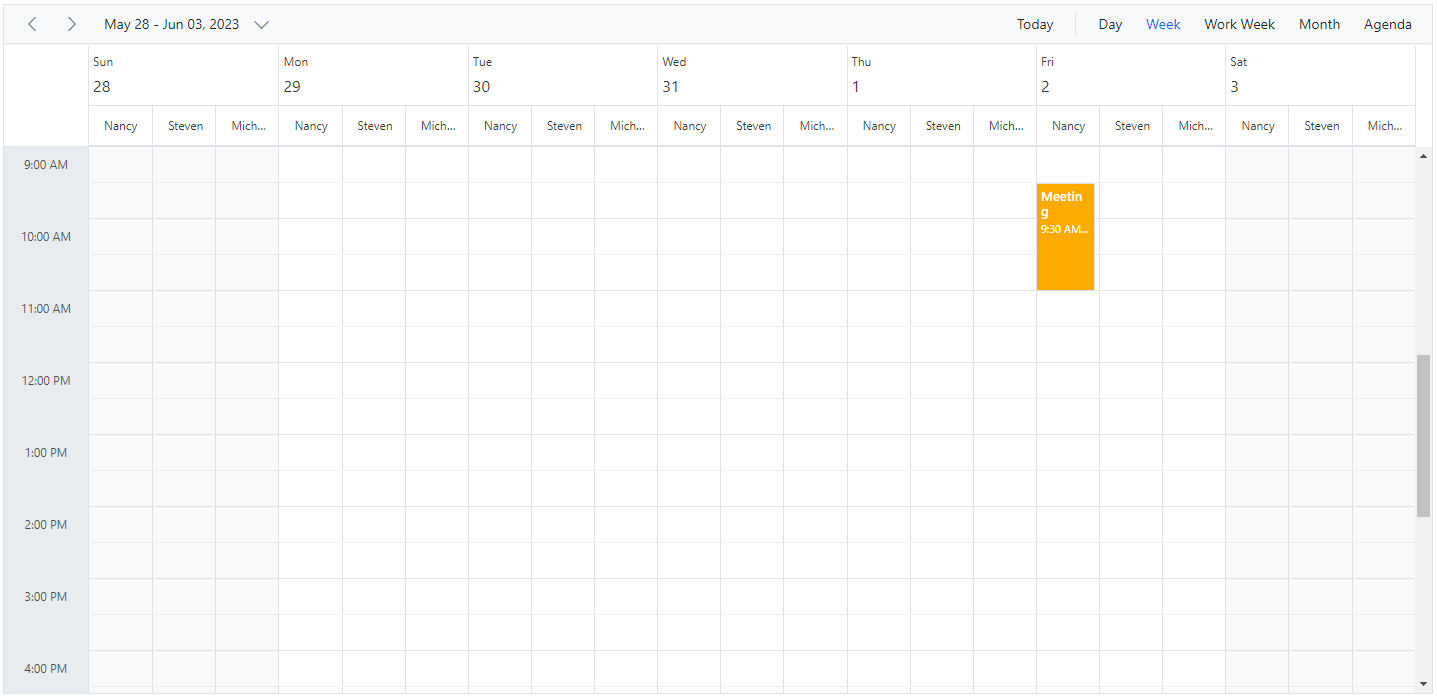 May 28 - Jun 03, 2023 Today Day Week Work Week Month Agenda
Sun Mon Tue Wed Thu Fri Sat
28 29 30 31 1 2 3
Nancy Steven Mich... Nancy Steven Mich... Nancy Steven Mich... Nancy Steven Mich... Nancy Steven Mich... Nancy Steven Mich... Nancy Steven Mich...
9:00 AM
Meetin
g
9:30 AM...
10:00 AM
11:00 AM
12:00 PM
1:00 PM
2:00 PM
3:00 PM
4:00 PM